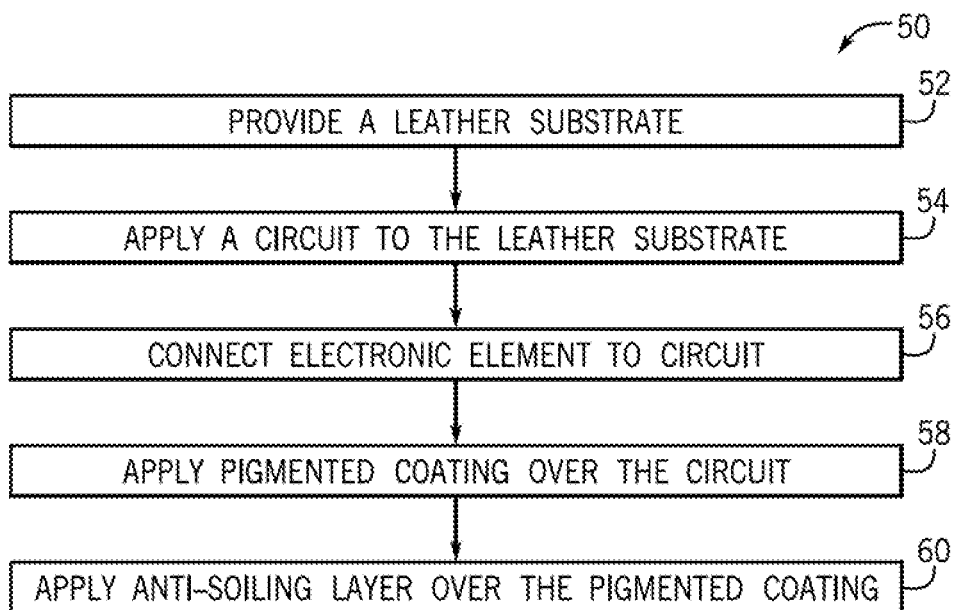 50
52
PROVIDE A LEATHER SUBSTRATE
54
APPLY A CIRCUIT TO THE LEATHER SUBSTRATE
56
CONNECT ELECTRONIC ELEMENT TO CIRCUIT
58
APPLY PIGMENTED COATING OVER THE CIRCUIT
60
APPLY ANTI-SOILING LAYER OVER THE PIGMENTED COATING